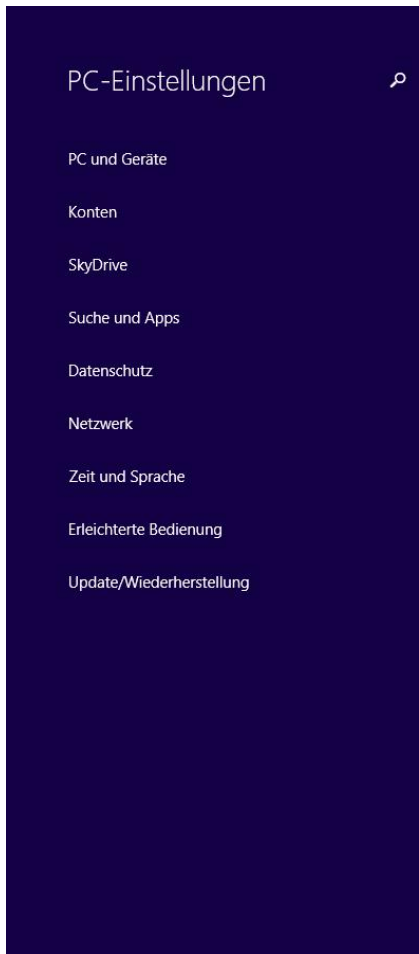 PC-Einstellungen
PC und Geräte
Konten
SkyDrive
Suche und Apps
Datenschutz
Netzwerk
Zeit und Sprache
Erleichterte Bedienung
Update/Wiederherstellung